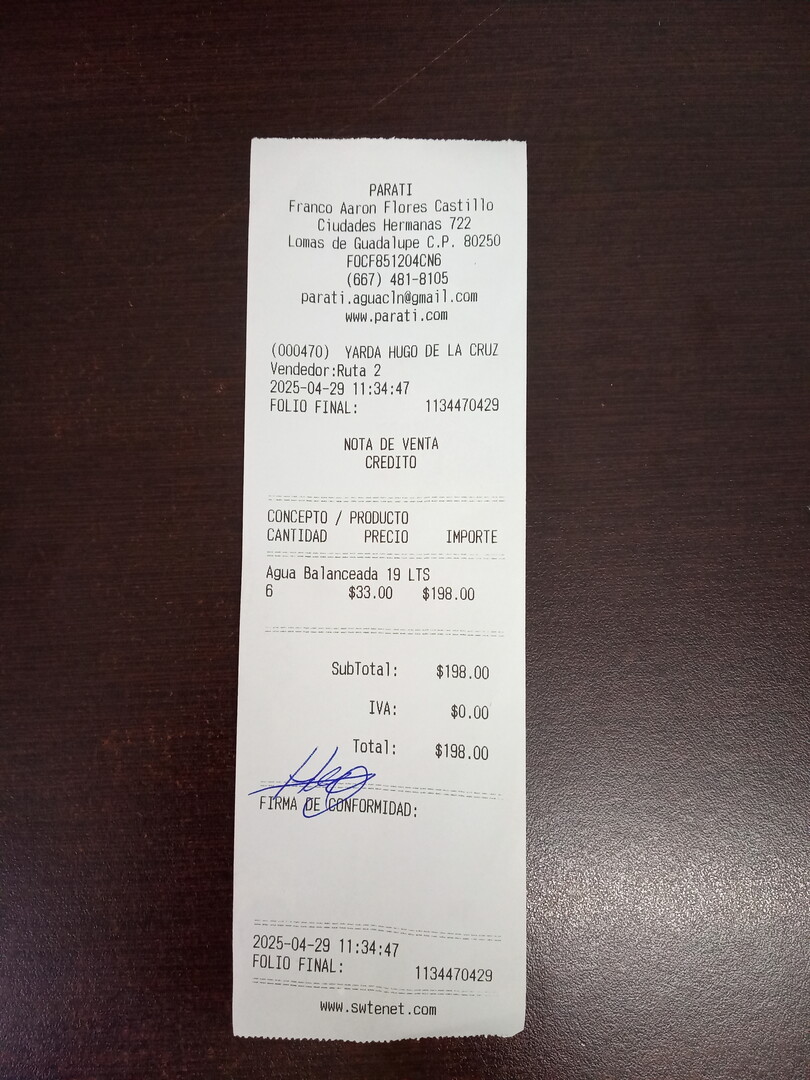 PARATI
Franco Aaron Flores Castillo
Ciudades Hermanas 722
Lomas de Guadalupe C.P. 80250
FOCF851204CN6
(667) 481-8105
parati.aguacln@gmail.com
www.parati.com
(000470) YARDA HUGO DE LA CRUZ
Vendedor:Ruta 2
2025-04-29 11:34:47
FOLIO FINAL: 1134470429
NOTA DE VENTA
CREDITO
CONCEPTO / PRODUCTO
CANTIDAD PRECIO IMPORTE
Agua Balanceada 19 LTS
6 $33.00 $198.00
SubTotal: $198.00
IVA: $0.00
Total: $198.00
FIRMA DE CONFORMIDAD:
2025-04-29 11:34:47
FOLIO FINAL: 1134470429
www.swtenet.com